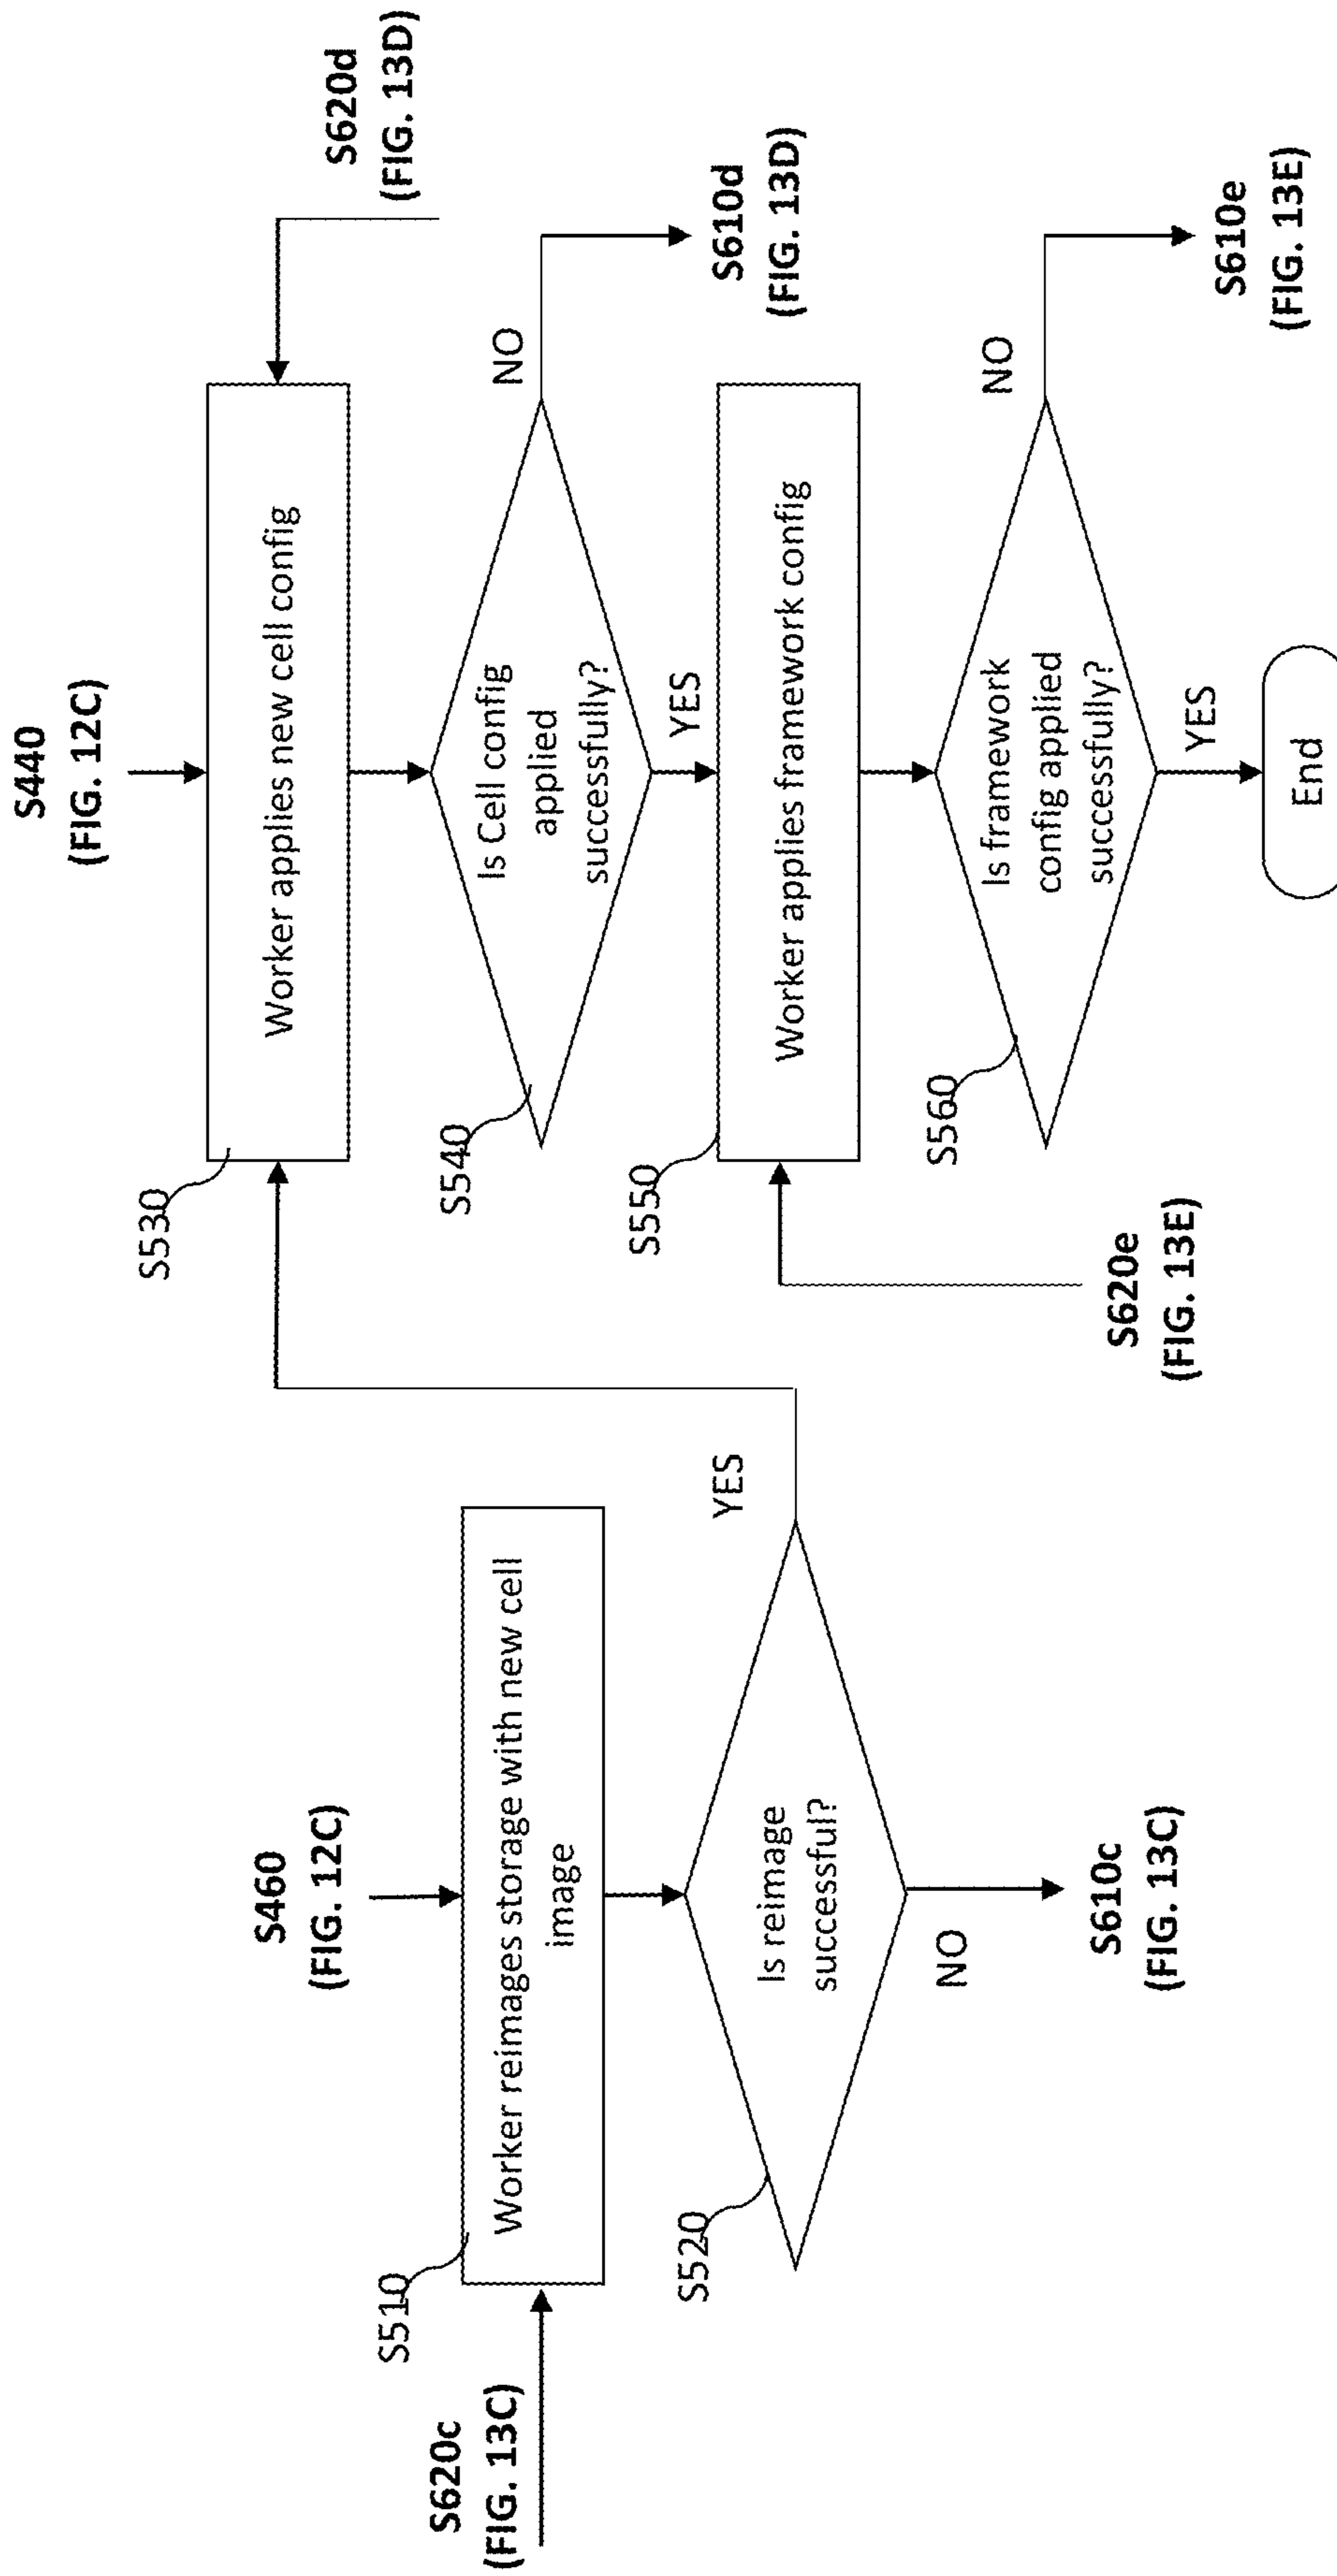 S620c
(FIG. 13C)
S460
(FIG. 12C)
S510
Worker reimages storage with new cell
image
S520
Is reimage
successful?
YES
NO
S610c
(FIG. 13C)
S440
(FIG. 12C)
S530
Worker applies new cell config
S620d
(FIG. 13D)
S540
Is Cell config
applied
successfully?
NO
S610d
(FIG. 13D)
YES
S550
Worker applies framework config
S620e
(FIG. 13E)
S560
Is framework
config applied
successfully?
NO
S610e
(FIG. 13E)
YES
End